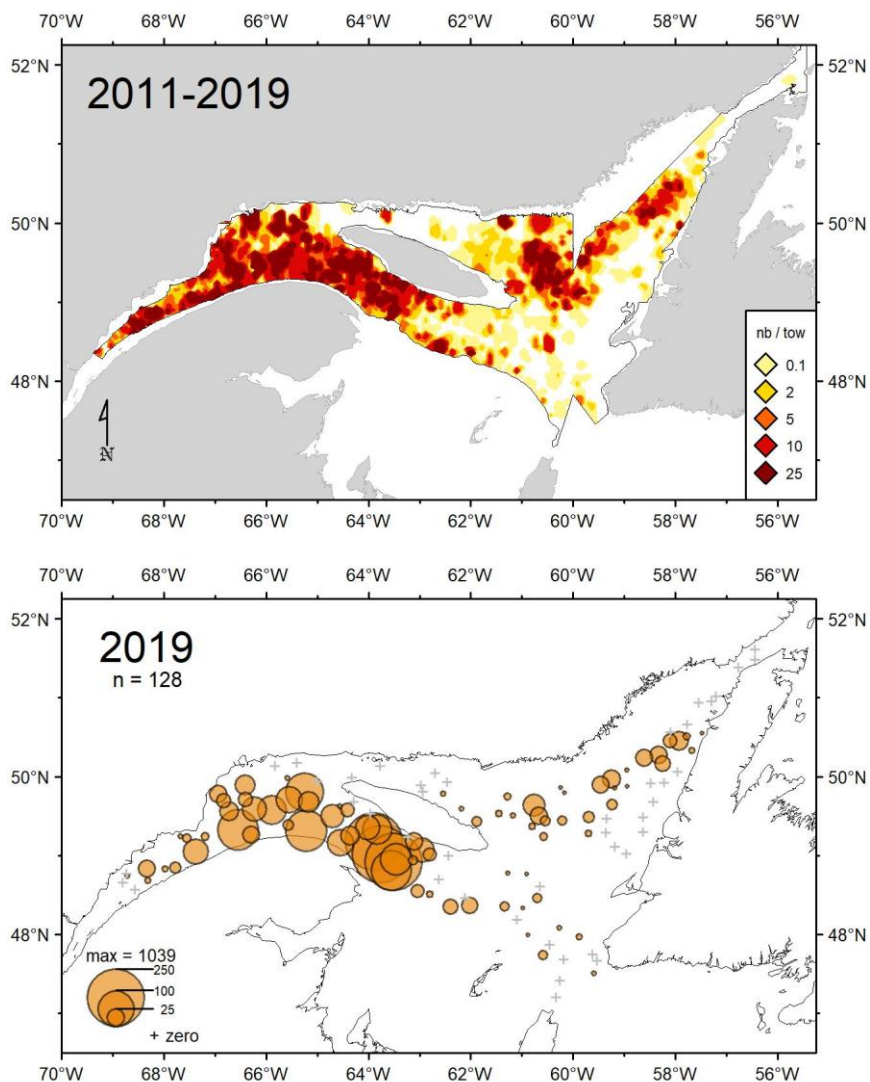 70°W 68°W 66°W 64°W 62°W 60°W 58°W 56°W
52°N 52°N
2011-2019
50°N 50°N
nb / tow
0.1
48°N 2 48°N
5
10
N 25
70°W 68°W 66°W 64°W 62°W 60°W 58°W 56°W
70°W 68°W 66°W 64°W 62°W 60°W 58°W 56°W
52°N 52°N
2019
n = 128
50°N 50°N
48°N 48°N
max = 1039
250
100
25
+ zero
70°W 68°W 66°W 64°W 62°W 60°W 58°W 56°W